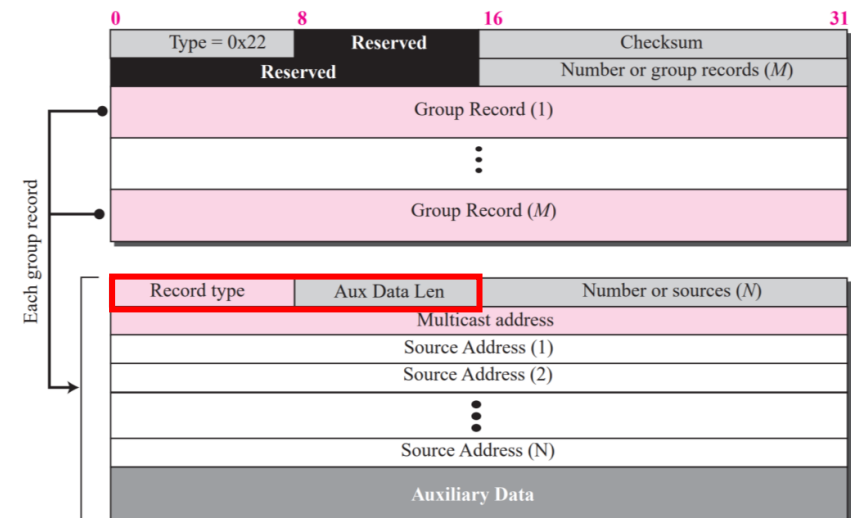 0 8 16 31
Type = 0x22 Reserved Checksum
Reserved Number or group records (M)
Group Record (1)
Group Record (M)
Each group record
Record type Aux Data Len Number or sources (N)
Multicast address
Source Address (1)
Source Address (2)
Source Address (N)
Auxiliary Data